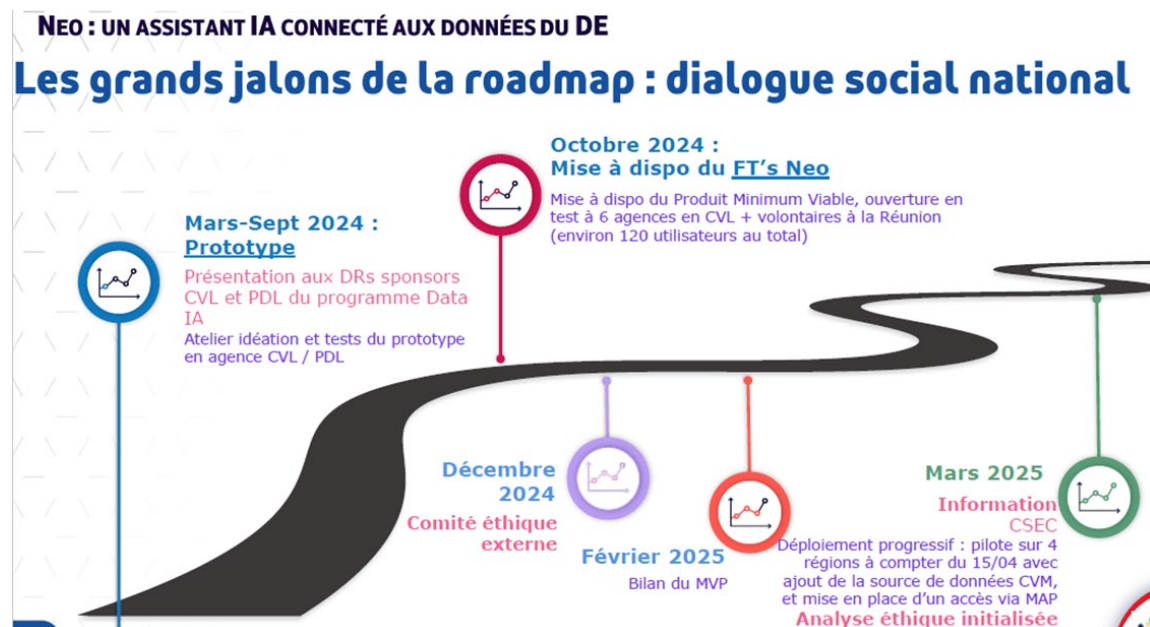 NEO : UN ASSISTANT IA CONNECTÉ AUX DONNÉES DU DE
Les grands jalons de la roadmap : dialogue social national
Mars-Sept 2024 :
Prototype
Présentation aux DRs sponsors
CVL et PDL du programme Data
IA
Atelier idéation et tests du prototype
en agence CVL / PDL
Octobre 2024 :
Mise à dispo du FT’s Neo
Mise à dispo du Produit Minimum Viable, ouverture en
test à 6 agences en CVL + volontaires à la Réunion
(environ 120 utilisateurs au total)
Décembre
2024
Comité éthique
externe
Février 2025
Bilan du MVP
Mars 2025
Information
CSEC
Déploiement progressif : pilote sur 4
régions à compter du 15/04 avec
ajout de la source de données CVM,
et mise en place d’un accès via MAP
Analyse éthique initialisée